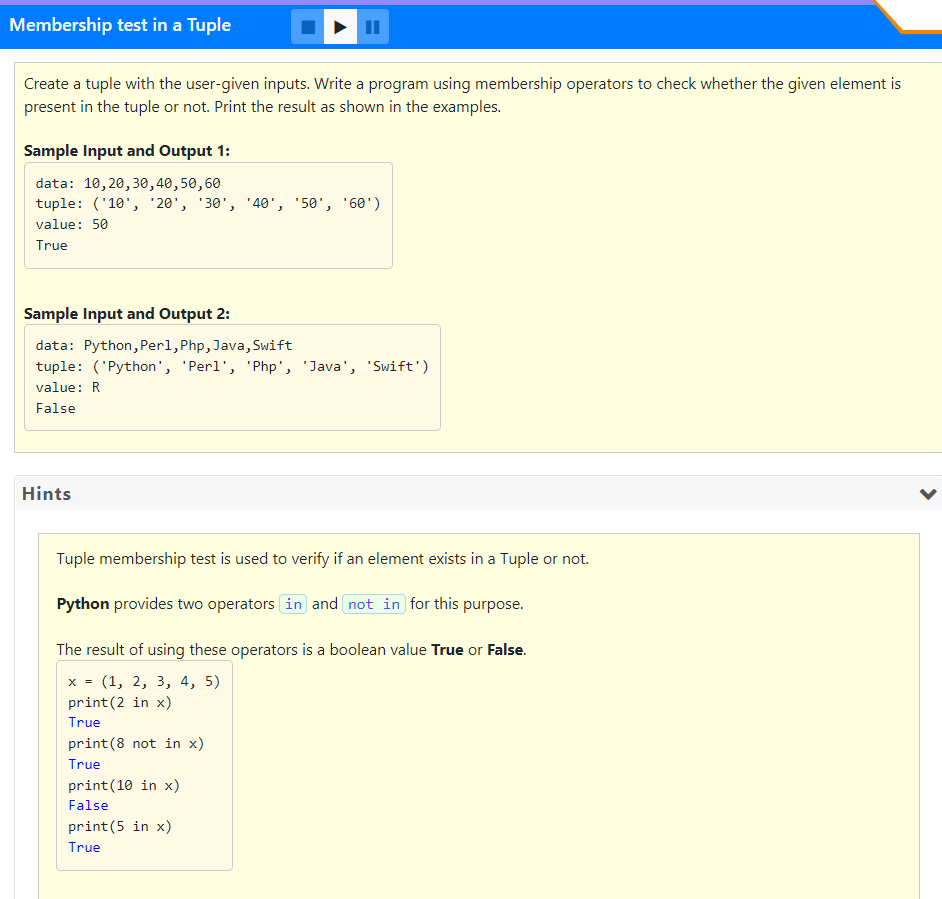 Membership test in a Tuple
Create a tuple with the user-given inputs. Write a program using membership operators to check whether the given element is
present in the tuple or not. Print the result as shown in the examples.
Sample Input and Output 1:
data: 10,20,30,40,50,60
tuple: ('10', '20', '30', '40', '50', '60')
value: 50
True
Sample Input and Output 2:
data: Python,Perl,Php,Java,Swift
tuple: ('Python', 'Perl', 'Php', 'Java', 'Swift')
value: R
False
Hints
Tuple membership test is used to verify if an element exists in a Tuple or not.
Python provides two operators in and not in for this purpose.
The result of using these operators is a boolean value True or False.
x = (1, 2, 3, 4, 5)
print(2 in x)
True
print(8 not in x)
True
print(10 in x)
False
print(5 in x)
True